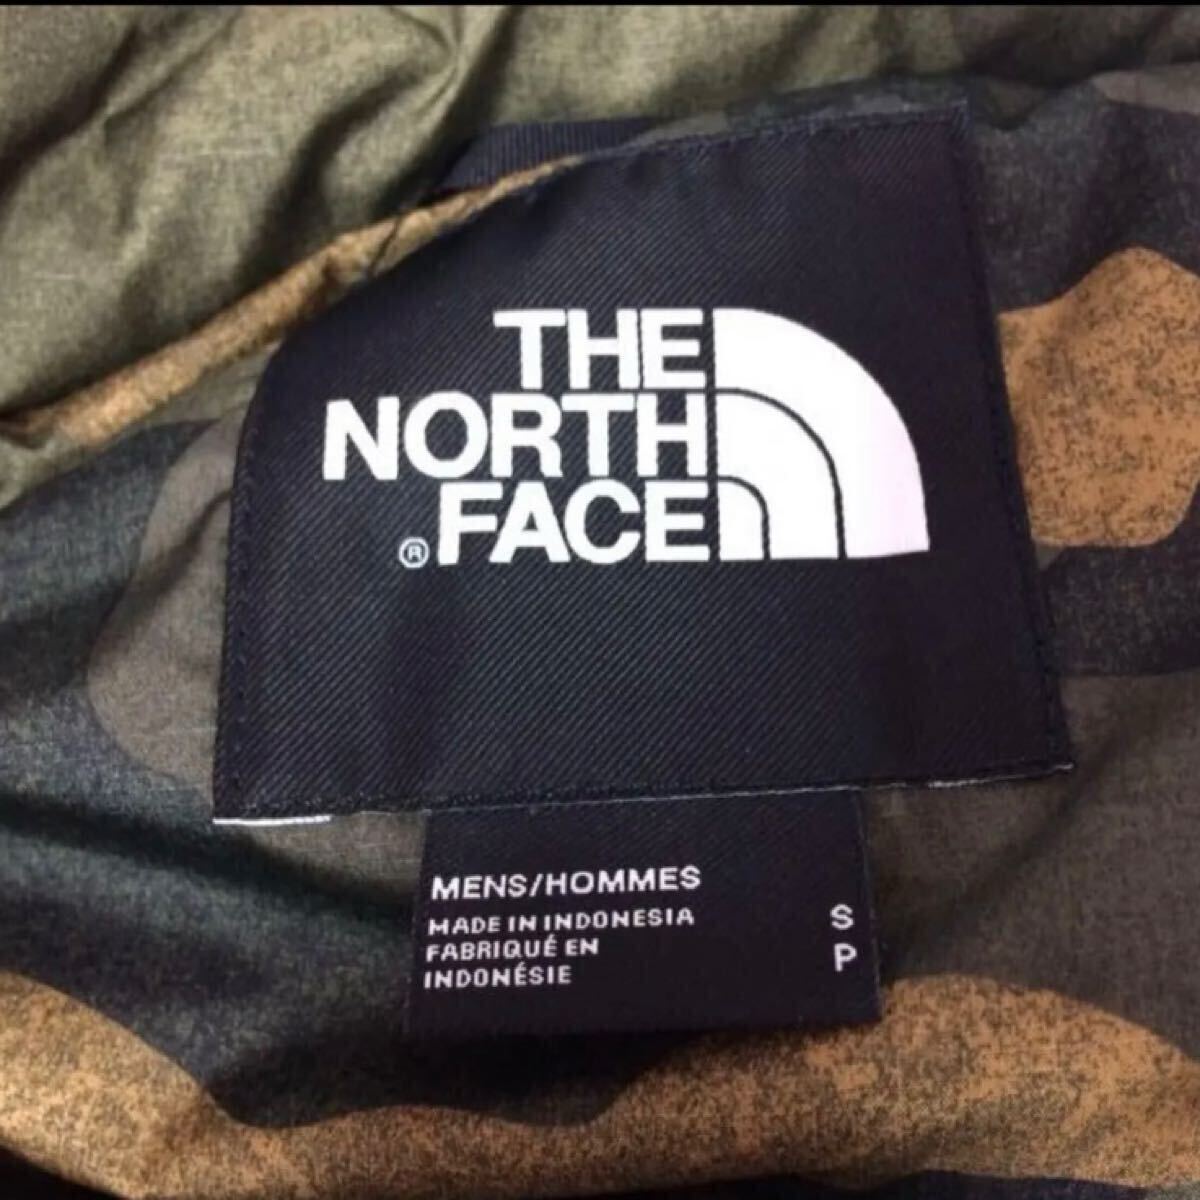 THE
NORTH
® FACE
MENS/HOMMES
MADE IN INDONESIA
FABRIQUÉ EN
INDONÉSIE
S
P